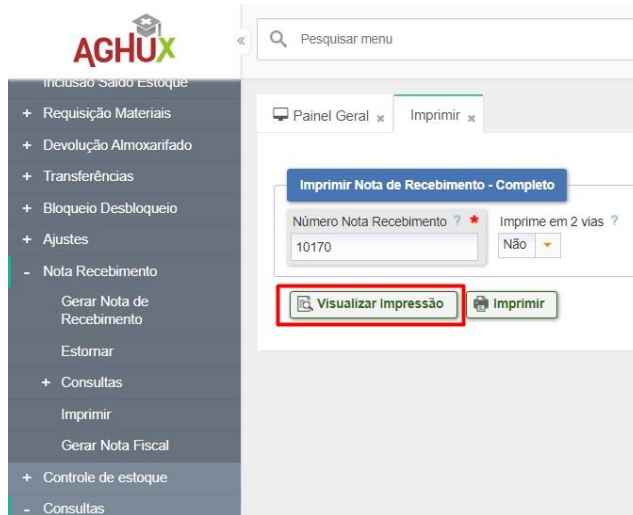 AGHUX
«
Pesquisar menu
Inclusão Saldo Estoque
+ Requisição Materiais
+ Devolução Almoxarifado
+ Transferências
+ Bloqueio Desbloqueio
+ Ajustes
- Nota Recebimento
Gerar Nota de
Recebimento
Estornar
+ Consultas
Imprimir
Gerar Nota Fiscal
+ Controle de estoque
- Consultas
Painel Geral x
Imprimir x
Imprimir Nota de Recebimento - Completo
Número Nota Recebimento ? * Imprime em 2 vias ?
10170 Não
Visualizar Impressão Imprimir